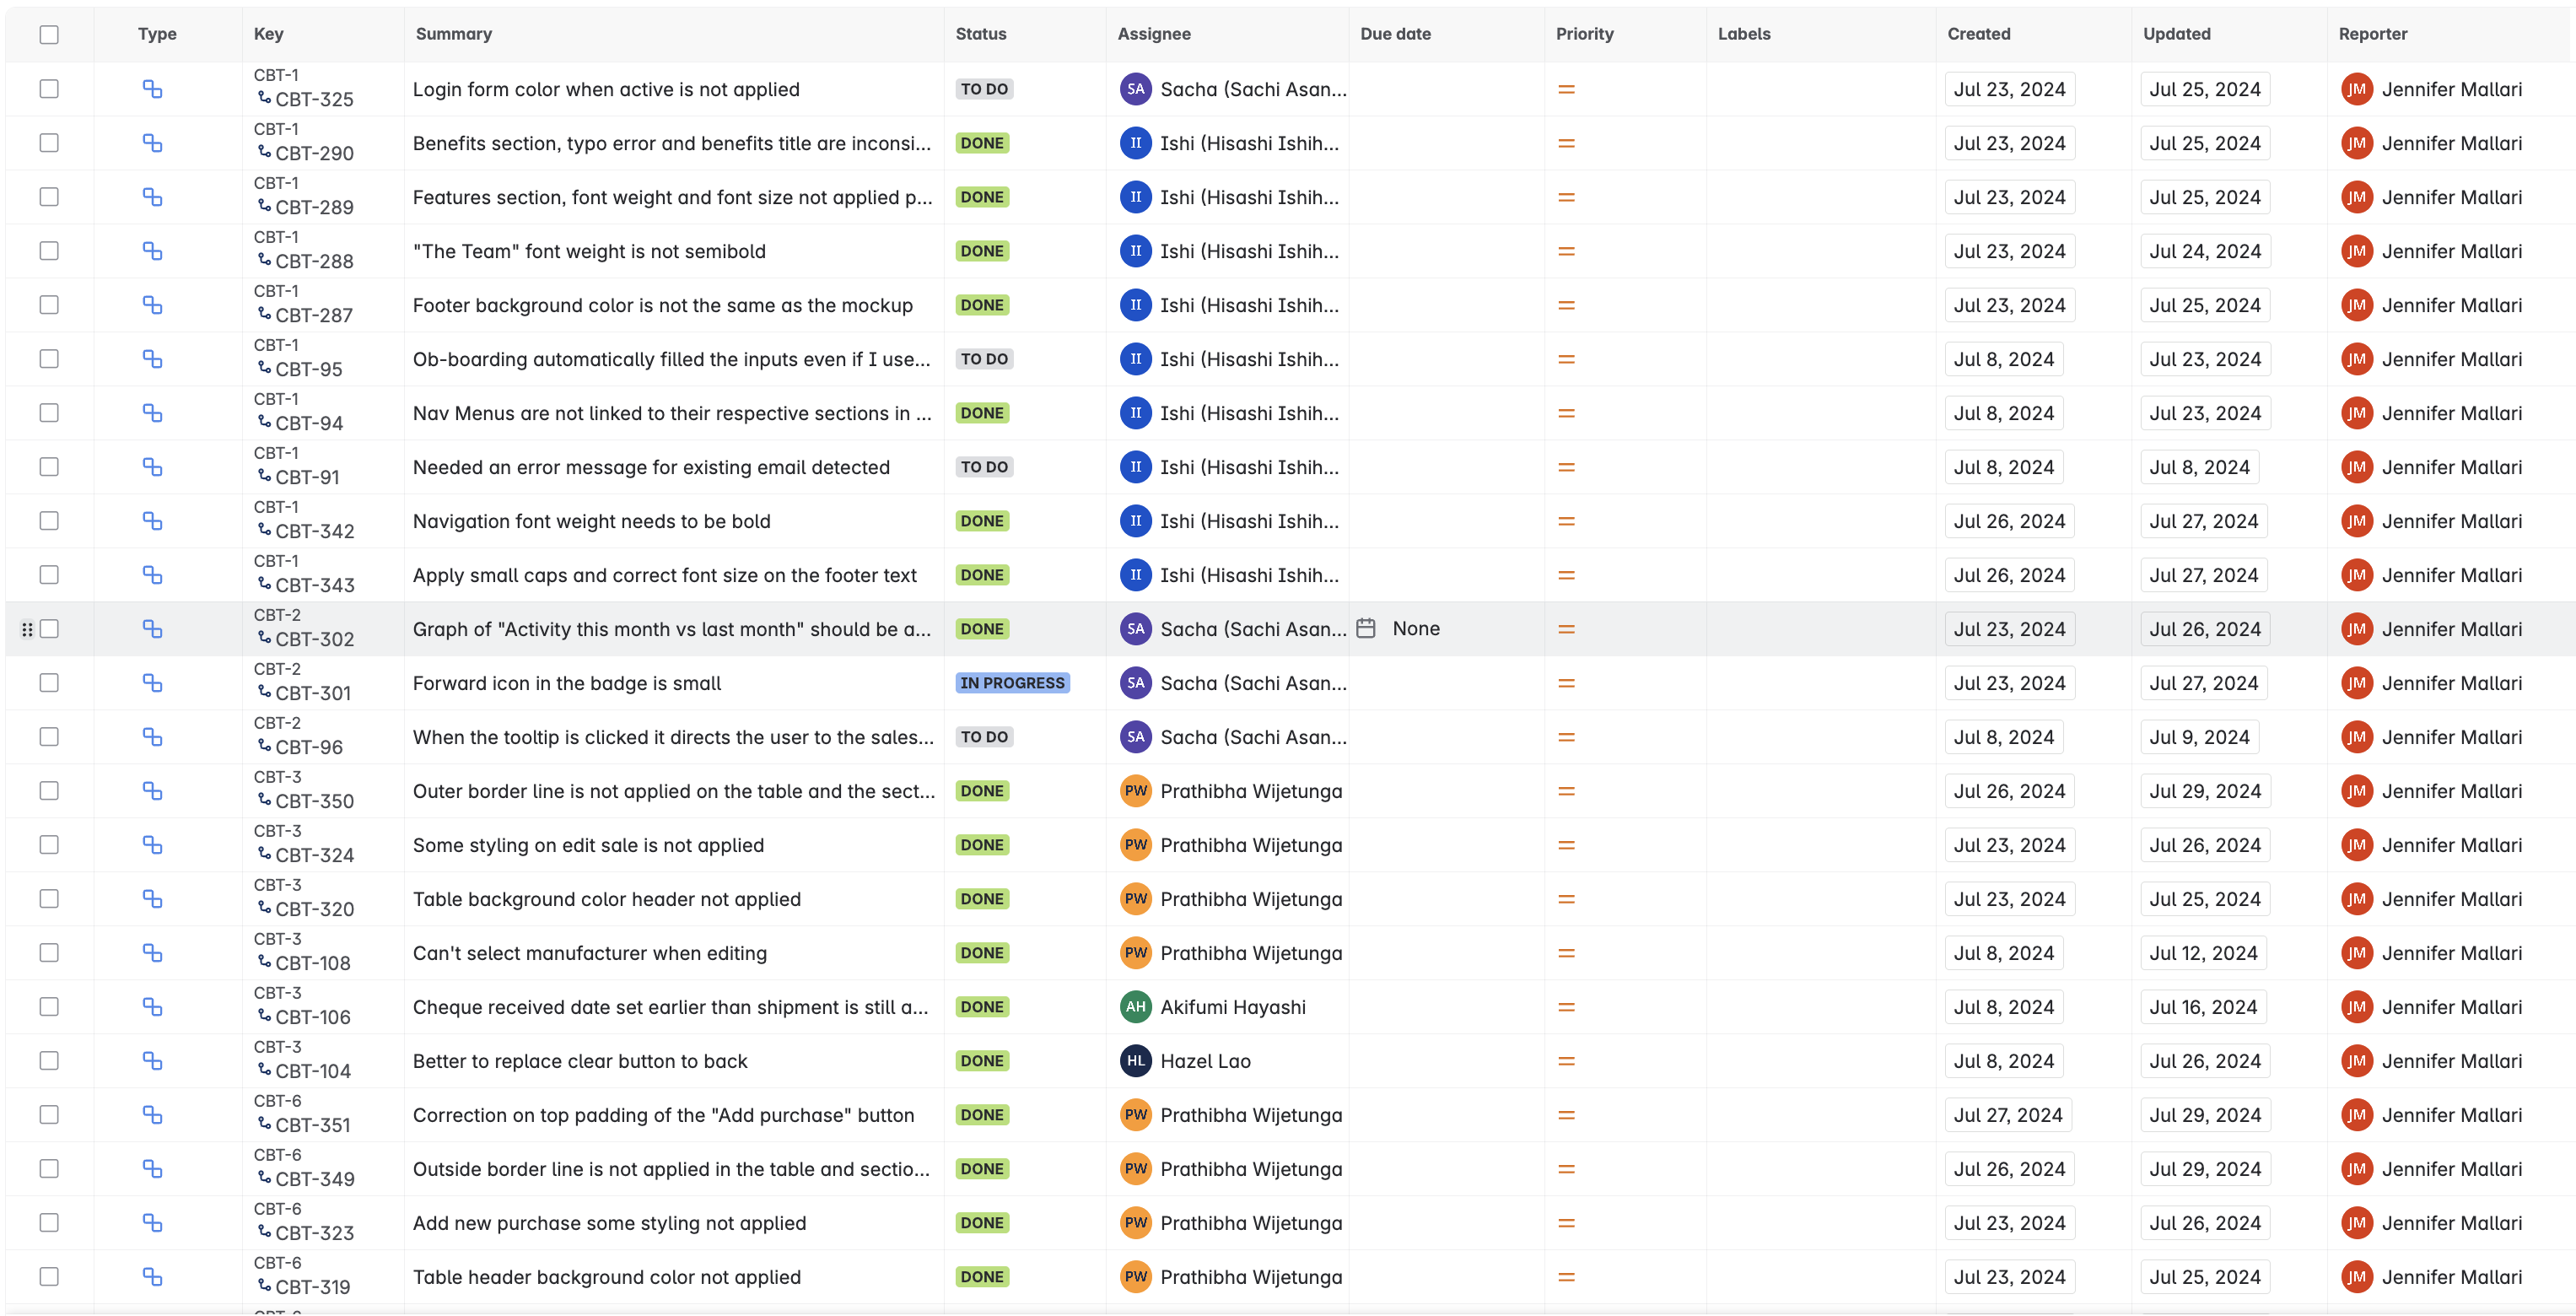 Type Key Summary Status Assignee Due date Priority Labels Created Updated Reporter
CBT-1
CBT-325 Login form color when active is not applied TO DO SA Sacha (Sachi Asan... Jul 23, 2024 Jul 25, 2024 JM Jennifer Mallari
CBT-1
CBT-290 Benefits section, typo error and benefits title are inconsi... DONE II Ishi (Hisashi Ishih... Jul 23, 2024 Jul 25, 2024 JM Jennifer Mallari
CBT-1
CBT-289 Features section, font weight and font size not applied p... DONE II Ishi (Hisashi Ishih... Jul 23, 2024 Jul 25, 2024 JM Jennifer Mallari
CBT-1
CBT-288 "The Team" font weight is not semibold DONE II Ishi (Hisashi Ishih... Jul 23, 2024 Jul 24, 2024 JM Jennifer Mallari
CBT-1
CBT-287 Footer background color is not the same as the mockup DONE II Ishi (Hisashi Ishih... Jul 23, 2024 Jul 25, 2024 JM Jennifer Mallari
CBT-1
CBT-95 Ob-boarding automatically filled the inputs even if I use... TO DO II Ishi (Hisashi Ishih... Jul 8, 2024 Jul 23, 2024 JM Jennifer Mallari
CBT-1
CBT-94 Nav Menus are not linked to their respective sections in ... DONE II Ishi (Hisashi Ishih... Jul 8, 2024 Jul 23, 2024 JM Jennifer Mallari
CBT-1
CBT-91 Needed an error message for existing email detected TO DO II Ishi (Hisashi Ishih... Jul 8, 2024 Jul 8, 2024 JM Jennifer Mallari
CBT-1
CBT-342 Navigation font weight needs to be bold DONE II Ishi (Hisashi Ishih... Jul 26, 2024 Jul 27, 2024 JM Jennifer Mallari
CBT-1
CBT-343 Apply small caps and correct font size on the footer text DONE II Ishi (Hisashi Ishih... Jul 26, 2024 Jul 27, 2024 JM Jennifer Mallari
CBT-2
CBT-302 Graph of "Activity this month vs last month" should be a... DONE SA Sacha (Sachi Asan... None Jul 23, 2024 Jul 26, 2024 JM Jennifer Mallari
CBT-2
CBT-301 Forward icon in the badge is small IN PROGRESS SA Sacha (Sachi Asan... Jul 23, 2024 Jul 27, 2024 JM Jennifer Mallari
CBT-2
CBT-96 When the tooltip is clicked it directs the user to the sales... TO DO SA Sacha (Sachi Asan... Jul 8, 2024 Jul 9, 2024 JM Jennifer Mallari
CBT-3
CBT-350 Outer border line is not applied on the table and the sect... DONE PW Prathibha Wijetunga Jul 26, 2024 Jul 29, 2024 JM Jennifer Mallari
CBT-3
CBT-324 Some styling on edit sale is not applied DONE PW Prathibha Wijetunga Jul 23, 2024 Jul 26, 2024 JM Jennifer Mallari
CBT-3
CBT-320 Table background color header not applied DONE PW Prathibha Wijetunga Jul 23, 2024 Jul 25, 2024 JM Jennifer Mallari
CBT-3
CBT-108 Can't select manufacturer when editing DONE PW Prathibha Wijetunga Jul 8, 2024 Jul 12, 2024 JM Jennifer Mallari
CBT-3
CBT-106 Cheque received date set earlier than shipment is still a... DONE AH Akifumi Hayashi Jul 8, 2024 Jul 16, 2024 JM Jennifer Mallari
CBT-3
CBT-104 Better to replace clear button to back DONE HL Hazel Lao Jul 8, 2024 Jul 26, 2024 JM Jennifer Mallari
CBT-6
CBT-351 Correction on top padding of the "Add purchase" button DONE PW Prathibha Wijetunga Jul 27, 2024 Jul 29, 2024 JM Jennifer Mallari
CBT-6
CBT-349 Outside border line is not applied in the table and sectio... DONE PW Prathibha Wijetunga Jul 26, 2024 Jul 29, 2024 JM Jennifer Mallari
CBT-6
CBT-323 Add new purchase some styling not applied DONE PW Prathibha Wijetunga Jul 23, 2024 Jul 26, 2024 JM Jennifer Mallari
CBT-6
CBT-319 Table header background color not applied DONE PW Prathibha Wijetunga Jul 23, 2024 Jul 25, 2024 JM Jennifer Mallari